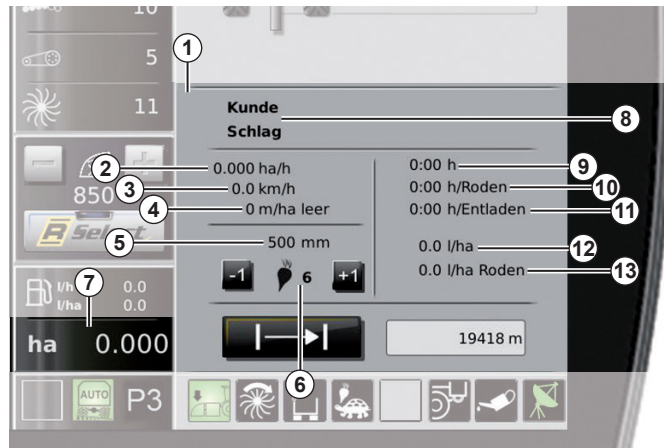 10
1
5
11
Kunde
Schlag
8
0.000 ha/h
0:00 h
9
2
0.0 km/h
0:00 h/Roden
10
3
850
0 m/ha leer
0:00 h/Entladen
11
4
R Select
5
500 mm
0.0 l/ha
12
-1
6
+1
0.0 l/ha Roden
13
7
l/h 0.0
l/ha 0.0
ha 0.000
19418 m
6
AUTO
P3